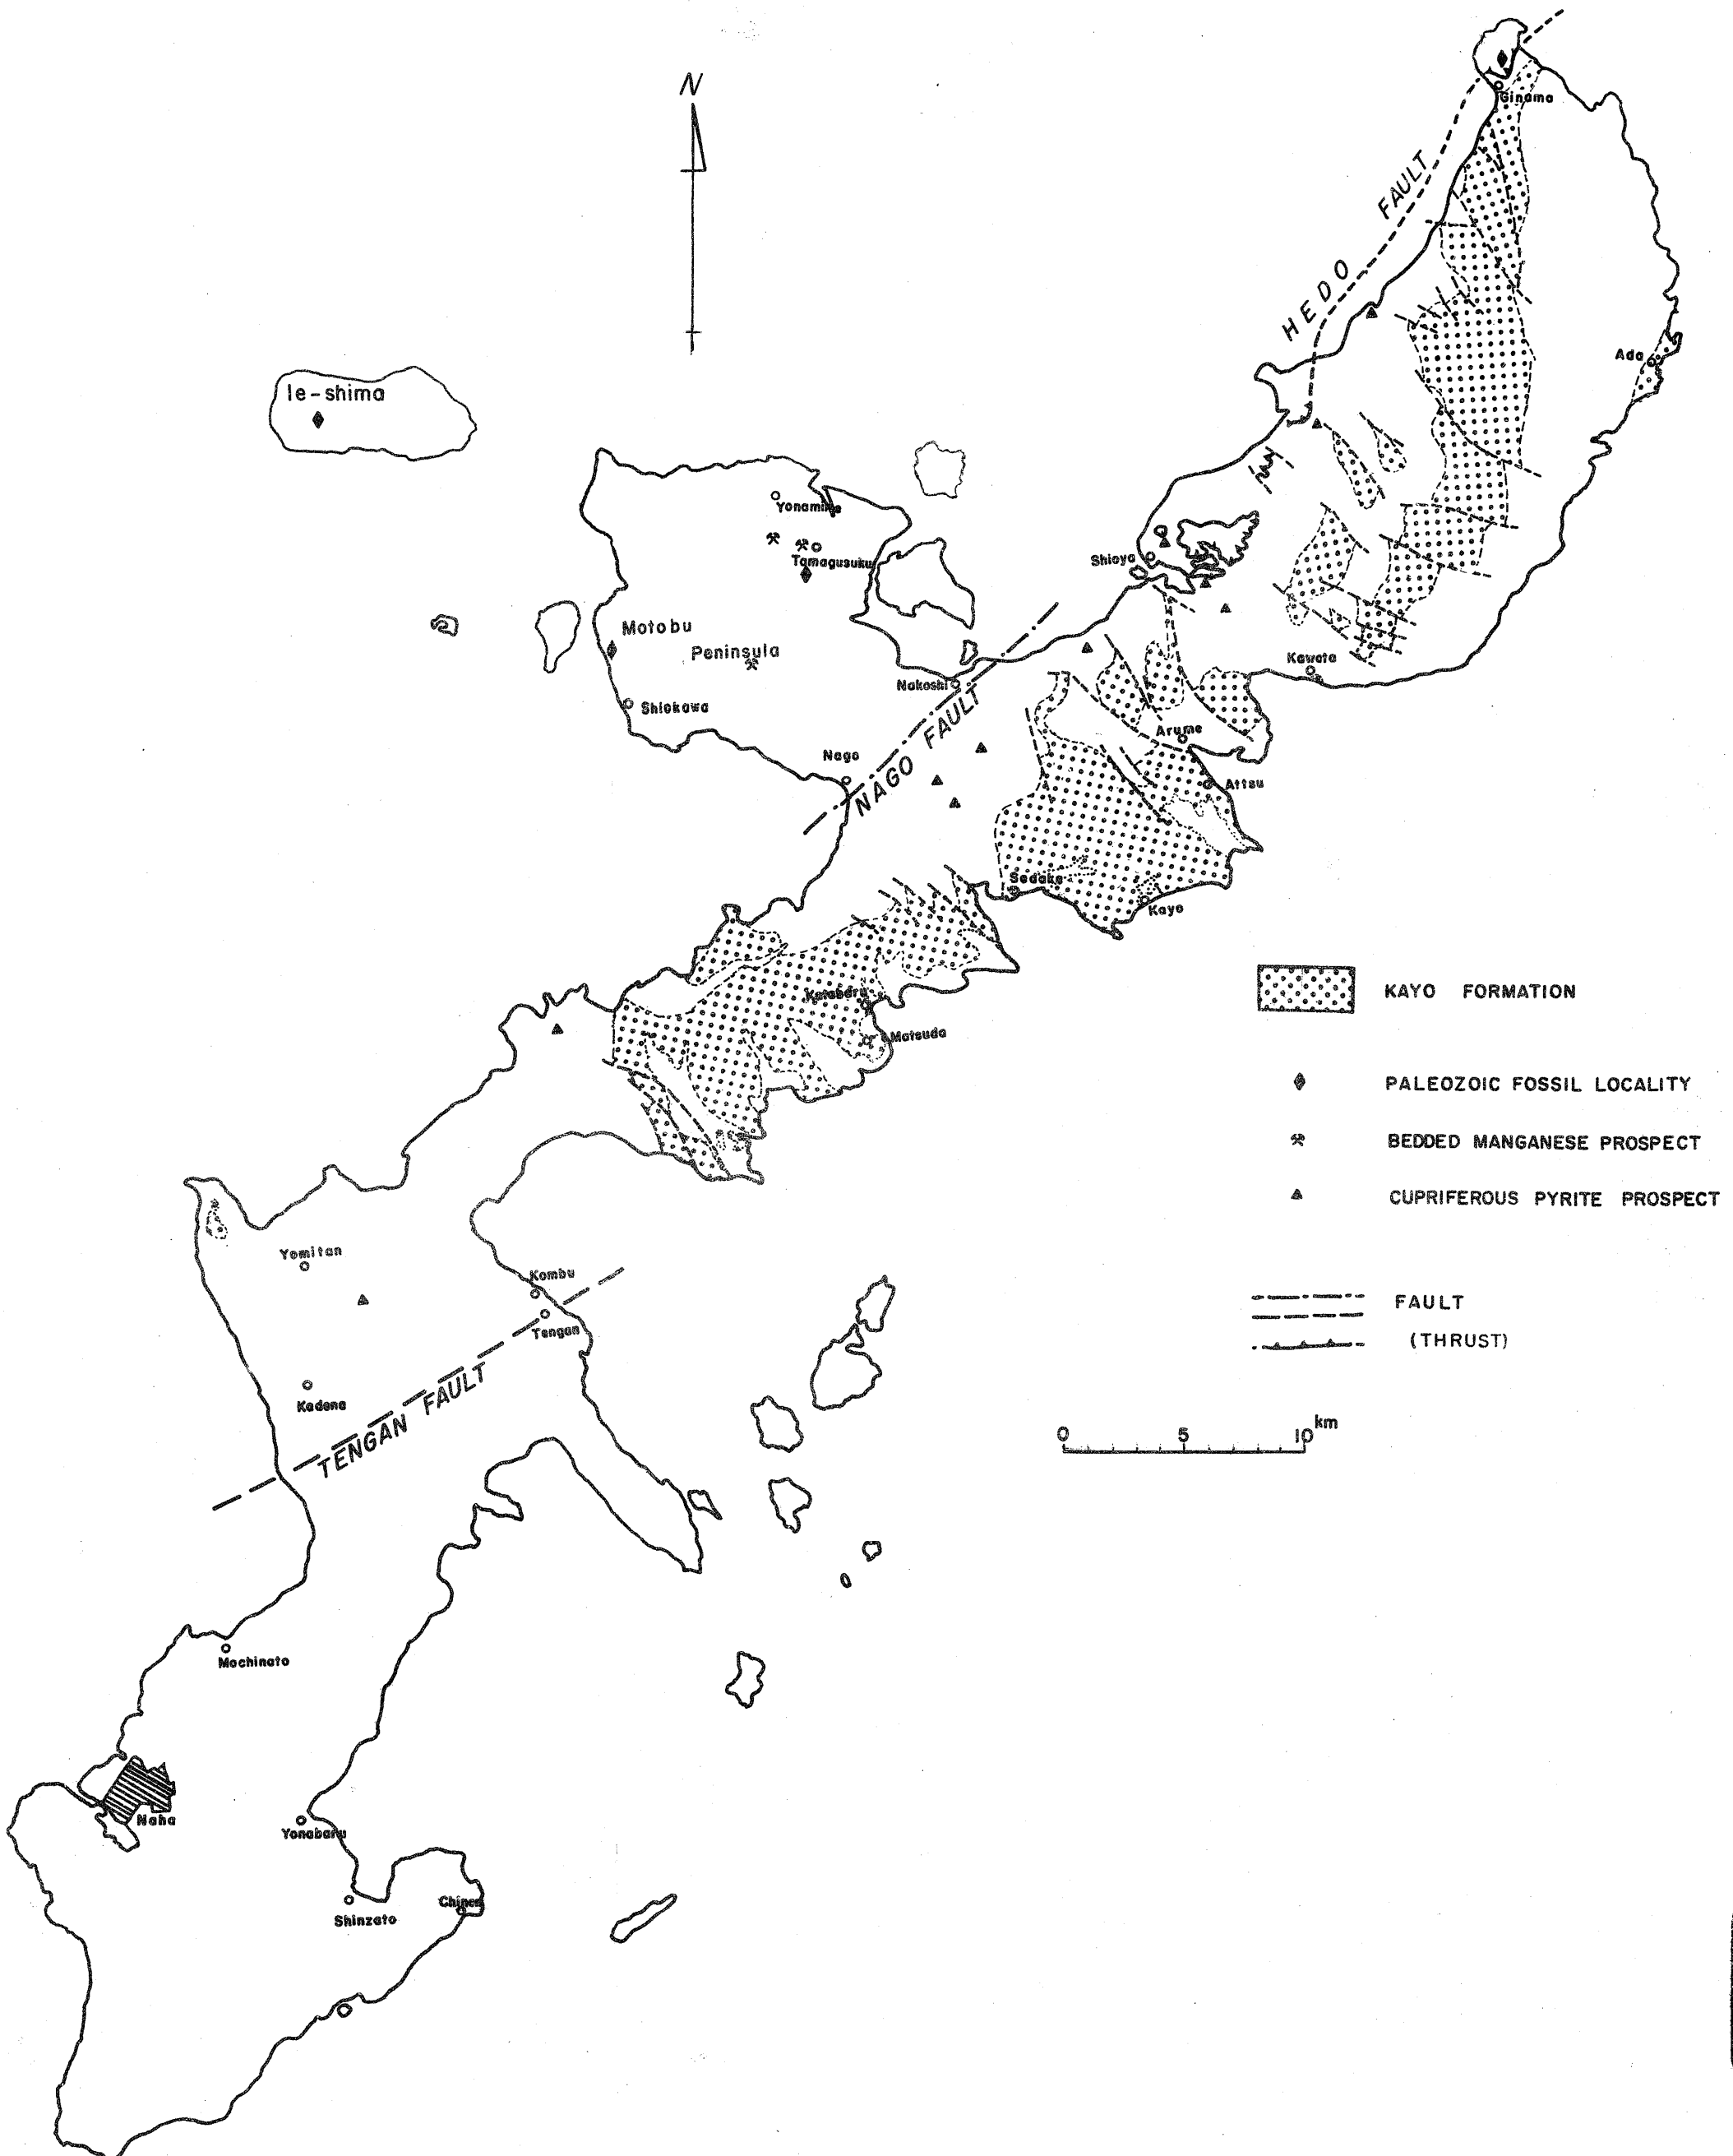 N
Ginama
HEDO FAULT
Ada
Ie-shima
Yonamine
Tamagusuku
Shioya
Motobu
Peninsula
Kawata
Nakoshi
Shiokawa
Arume
Nago
NAGO FAULT
Attsu
Sedake
Kayo
Katabaru
Matsuda
KAYO FORMATION
PALEOZOIC FOSSIL LOCALITY
BEDDED MANGANESE PROSPECT
CUPRIFEROUS PYRITE PROSPECT
Yomitan
Kombu
Tengan
FAULT
(THRUST)
Kadena
TENGAN FAULT
0 5 10 km
Machinato
Naha
Yonabaru
Chinen
Shinzato